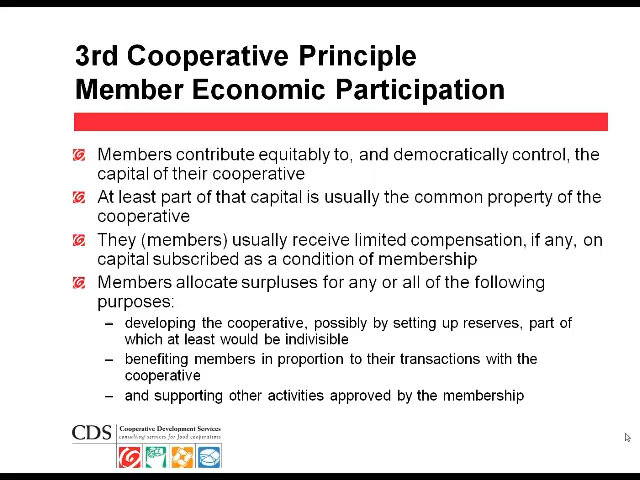 3rd Cooperative Principle
Member Economic Participation
Members contribute equitably to, and democratically control, the
capital of their cooperative
At least part of that capital is usually the common property of the
cooperative
They (members) usually receive limited compensation, if any, on
capital subscribed as a condition of membership
Members allocate surpluses for any or all of the following
purposes:
– developing the cooperative, possibly by setting up reserves, part of
which at least would be indivisible
– benefiting members in proportion to their transactions with the
cooperative
– and supporting other activities approved by the membership
CDS
Cooperative Development Services
consulting services for food cooperatives